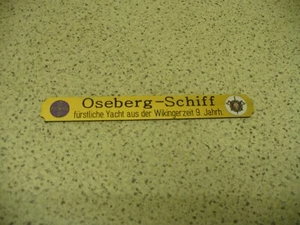 Oseberg-Schiff
fürstliche Yacht aus der Wikingerzeit 9. Jahrh.